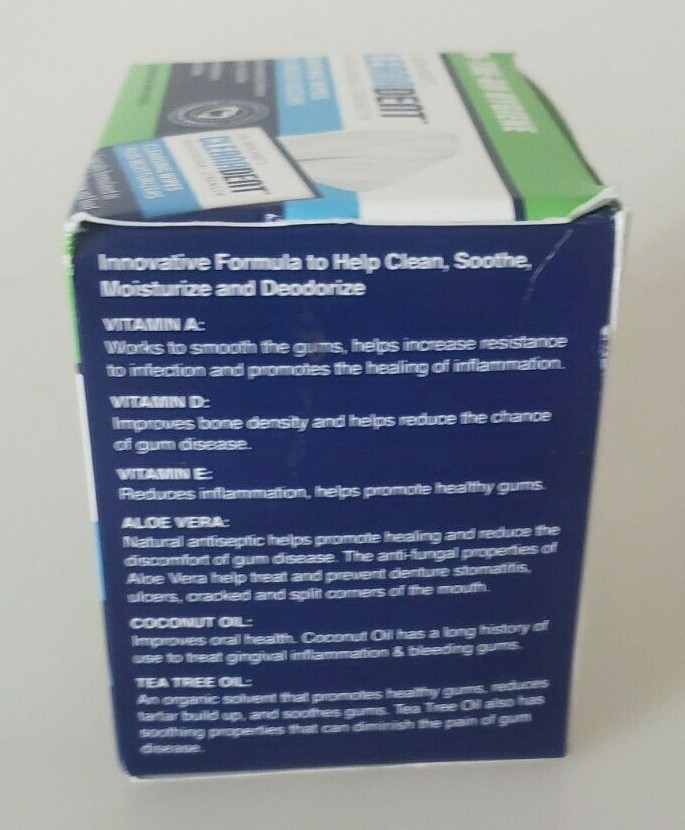 CLEANADENT
CLEANADENT
Innovative Formula to Help Clean, Soothe,
Moisturize and Deodorize
VITAMIN A:
Works to smooth the gums, helps increase resistance
to infection and promotes the healing of inflammation.
VITAMIN D:
Improves bone density and helps reduce the chance
of gum disease.
VITAMIN E:
Reduces inflammation, helps promote healthy gums.
ALOE VERA:
Natural antiseptic helps promote healing and reduce the
discomfort of gum disease. The anti-fungal properties of
Aloe Vera help treat and prevent denture stomatitis,
ulcers, cracked and split corners of the mouth.
COCONUT OIL:
Improves oral health. Coconut Oil has a long history of
use to treat gingival inflammation & bleeding gums.
TEA TREE OIL:
An organic solvent that promotes healthy gums, reduces
tartar build up, and soothes gums. Tea Tree Oil also has
soothing properties that can diminish the pain of gum
disease.